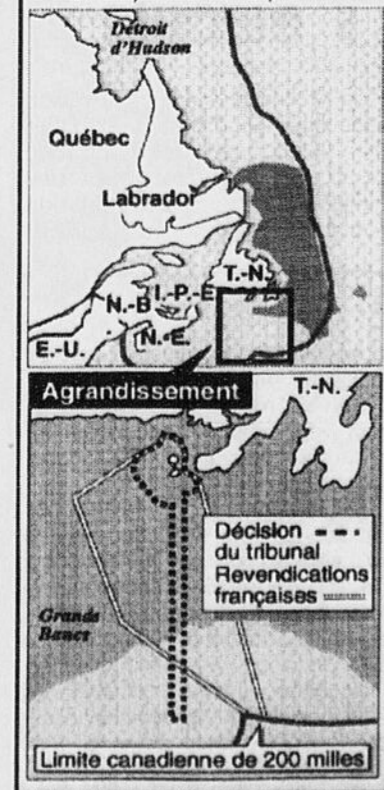 Détroit
d'Hudson
Québec
Labrador
T.-N.
I.-P.-E
N.-B
N.-E.
E.-U.
Agrandissement
T.-N.
Décision
du tribunal
Revendications
françaises
Grands
Bancs
Limite canadienne de 200 milles